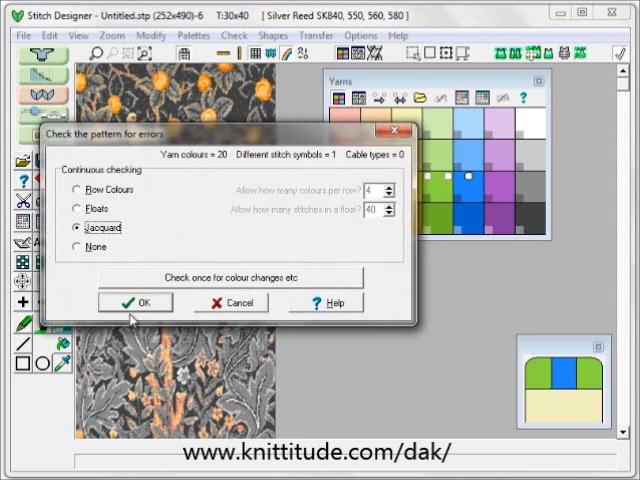 Stitch Designer - Untitled.stp (252x490)-6 T:30x40 [ Silver Reed SK840, 550, 560, 580 ]
File Edit View Zoom Modify Palettes Check Shapes Transfer Options Help
Yarns
Check the pattern for errors
Yarn colours = 20 Different stitch symbols = 1 Cable types = 0
Continuous checking
Row Colours Allow how many colours per row? 4
Floats Allow how many stitches in a float? 40
Jacquard
None
Check once for colour changes etc
OK Cancel ? Help
www.knittitude.com/dak/